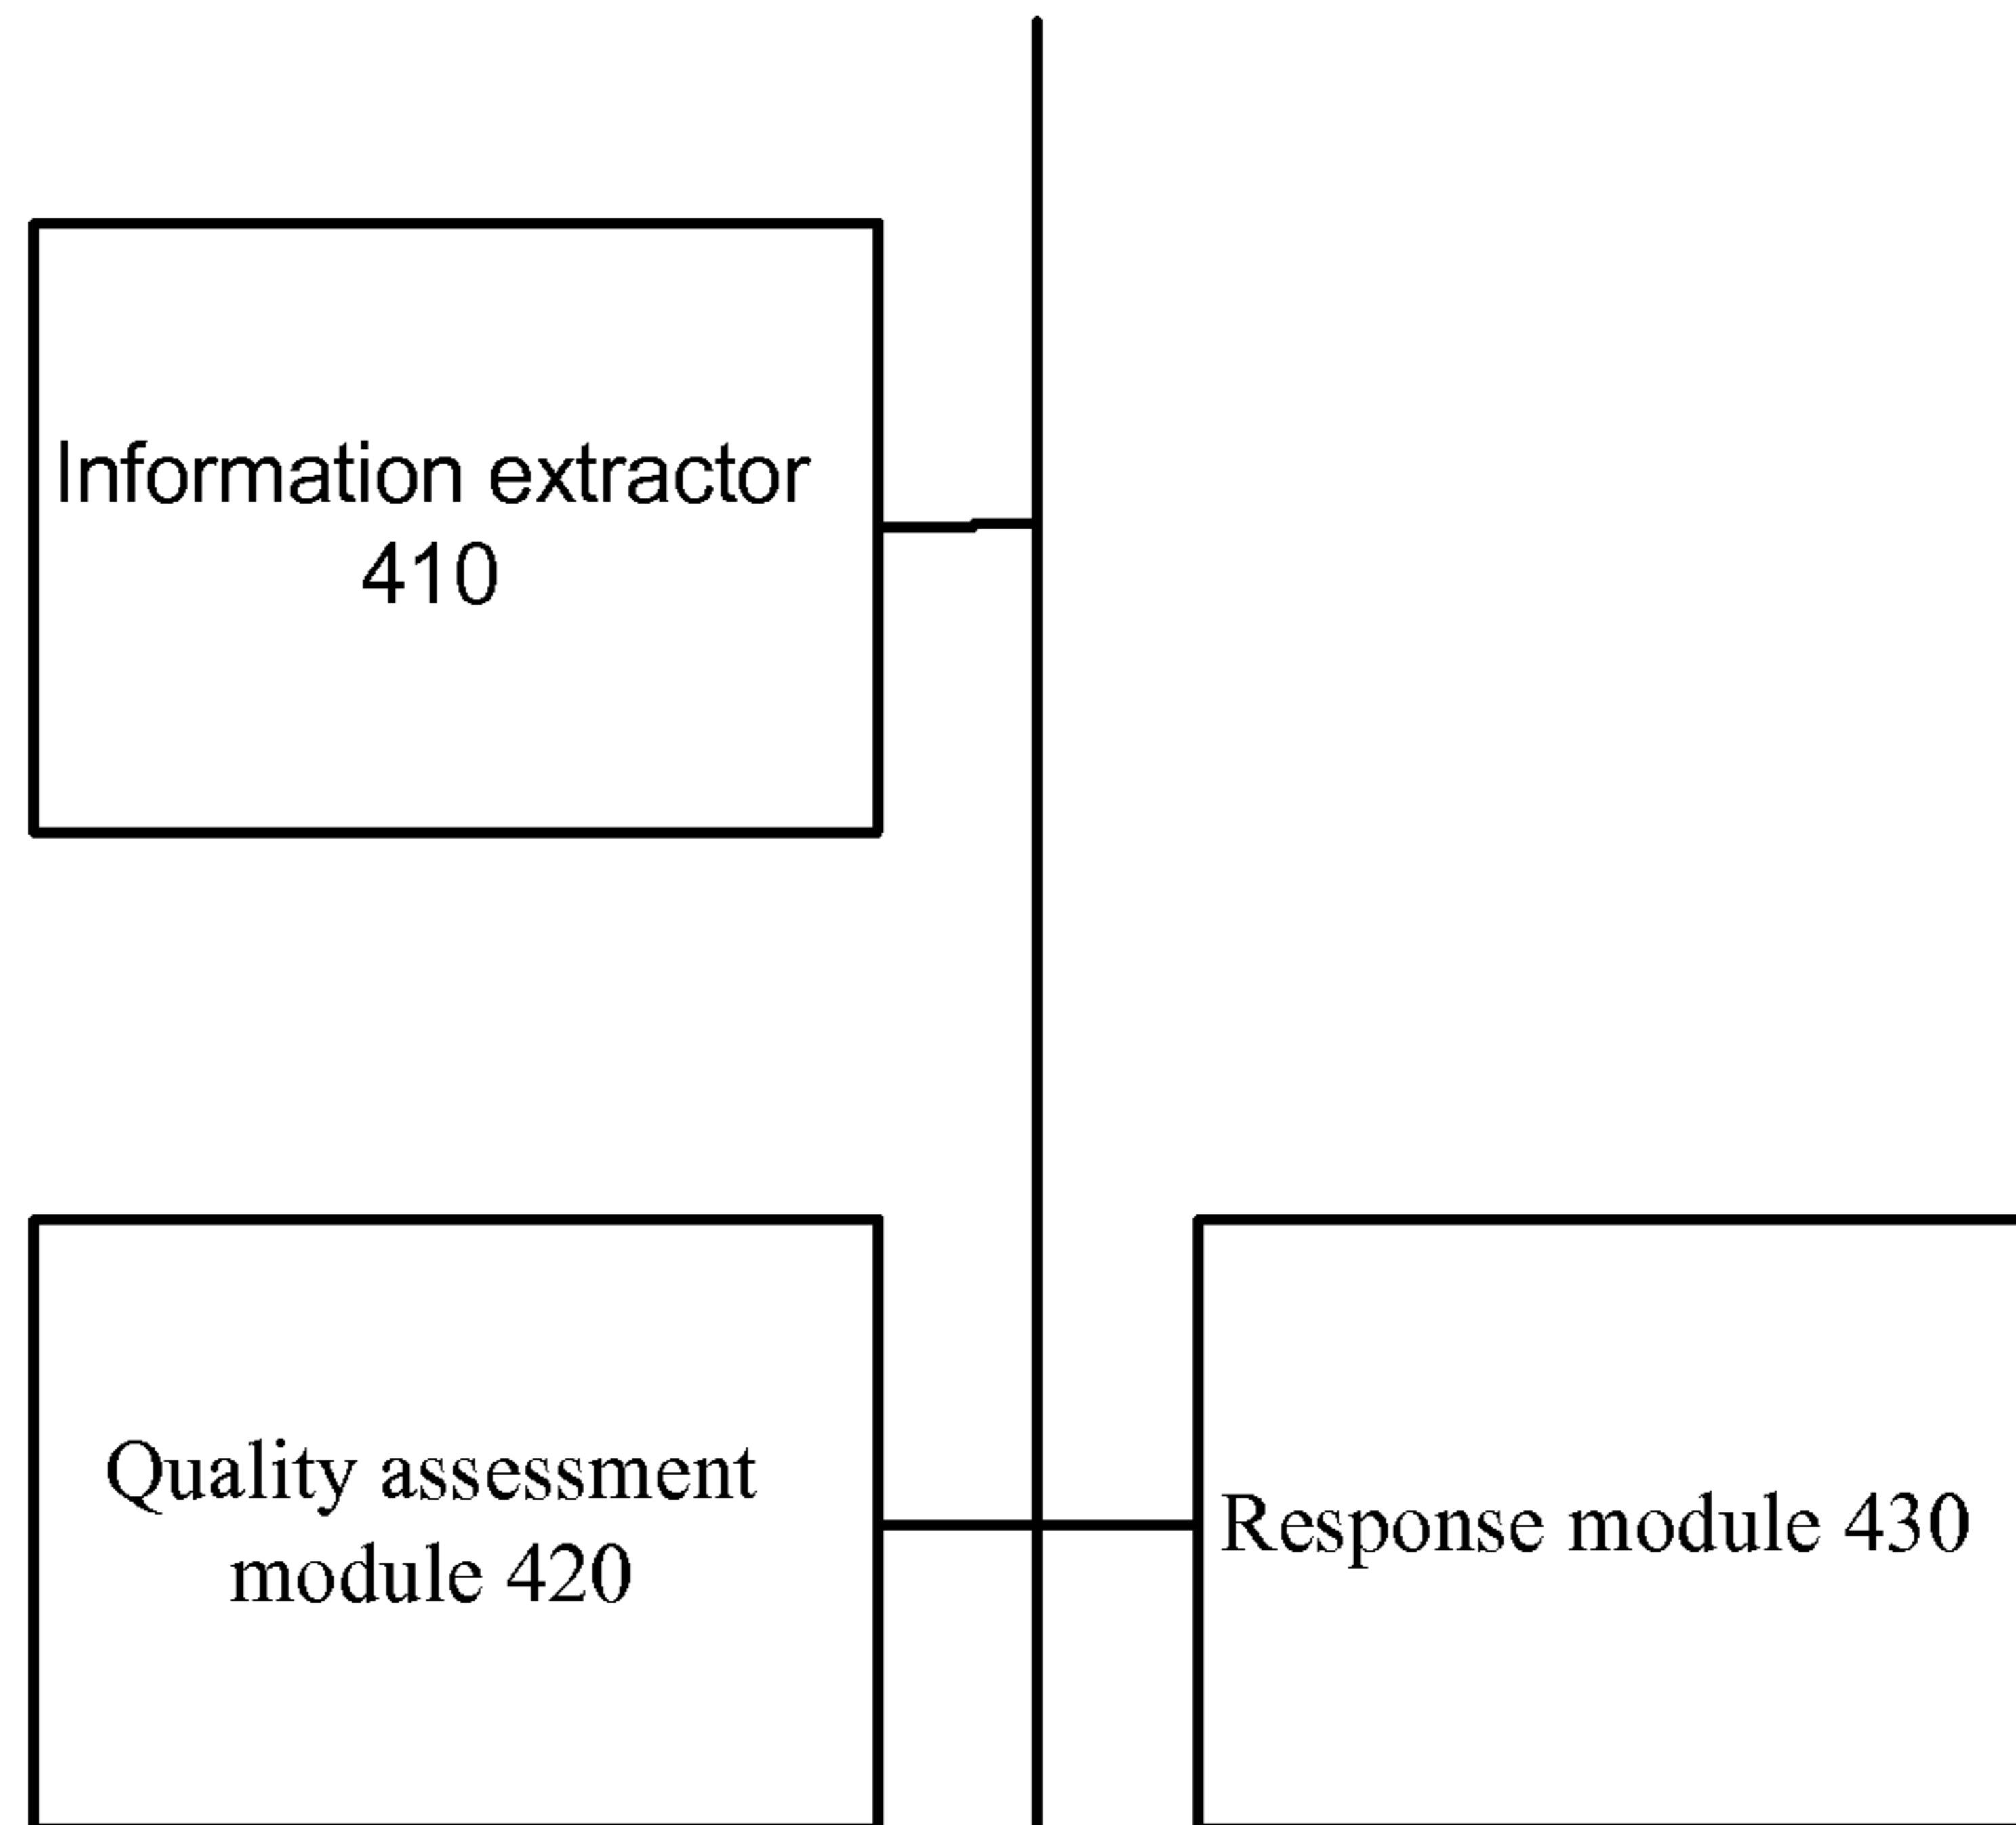 Information extractor
410
Quality assessment
module 420
Response module 430